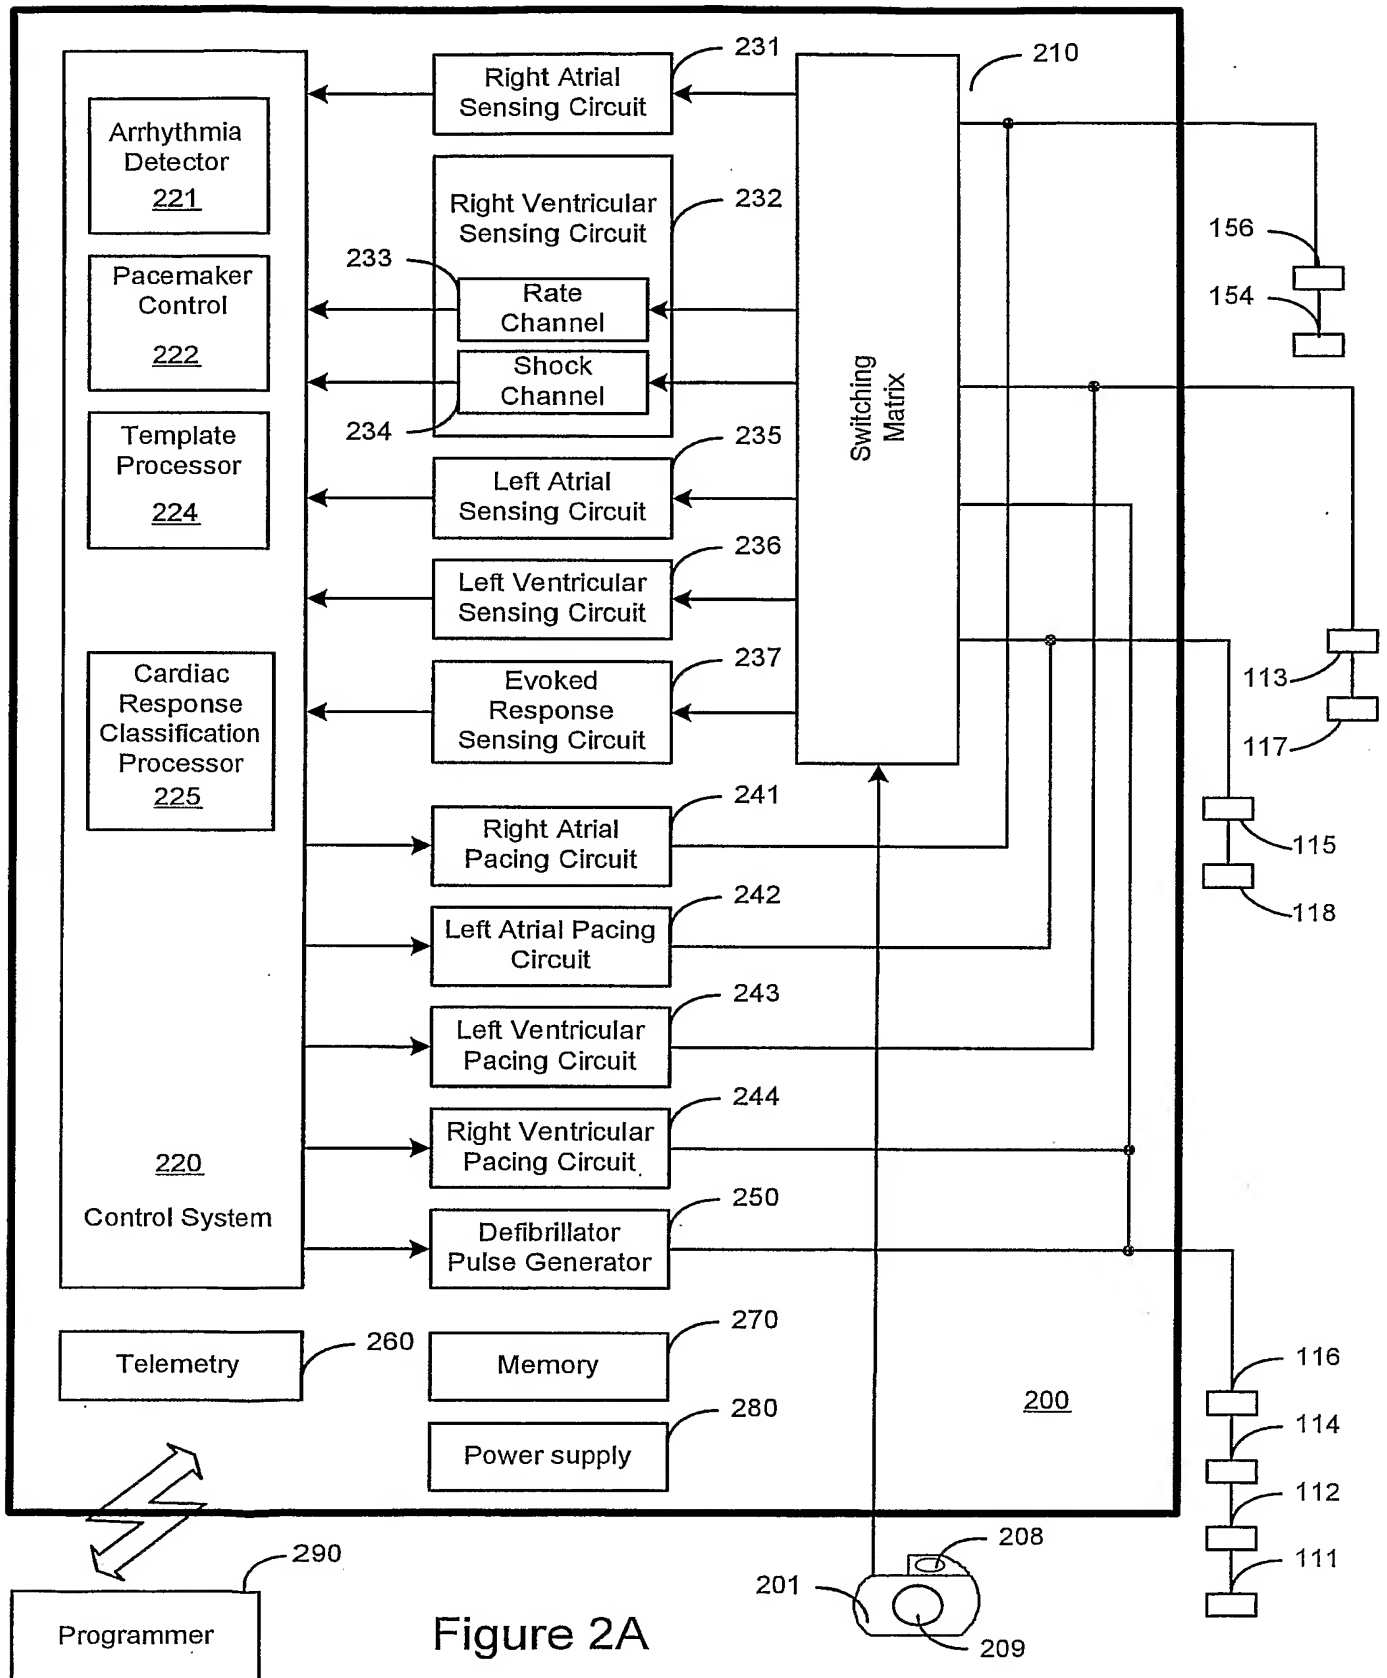 231
Right Atrial
Sensing Circuit
210
Arrhythmia
Detector
221
Right Ventricular
Sensing Circuit
232
233
Rate
Channel
Shock
Channel
234
Pacemaker
Control
222
Template
Processor
224
235
Left Atrial
Sensing Circuit
236
Left Ventricular
Sensing Circuit
237
Evoked
Response
Sensing Circuit
Switching
Matrix
156
154
113
117
115
118
Cardiac
Response
Classification
Processor
225
241
Right Atrial
Pacing Circuit
242
Left Atrial Pacing
Circuit
243
Left Ventricular
Pacing Circuit
244
Right Ventricular
Pacing Circuit
220
Control System
250
Defibrillator
Pulse Generator
Telemetry
260
270
Memory
280
Power supply
200
116
114
112
111
290
Programmer
208
201
209
Figure 2A